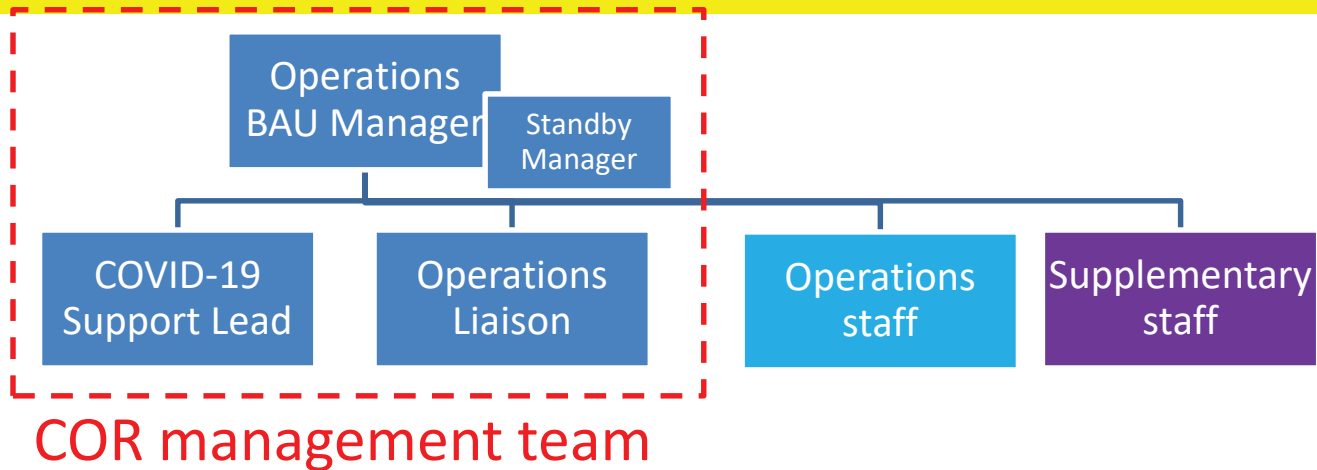 Operations
BAU Manager
Standby
Manager
COVID-19
Support Lead
Operations
Liaison
Operations
staff
Supplementary
staff
COR management team